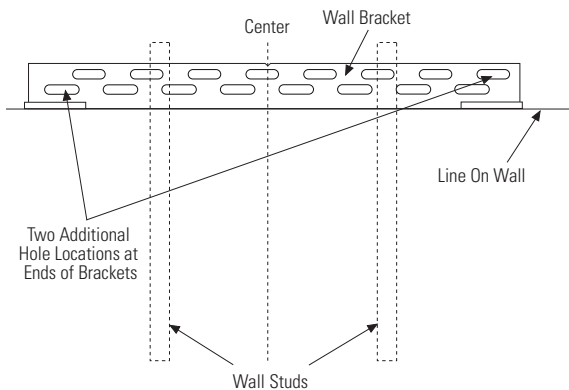 Center
Wall Bracket
Line On Wall
Two Additional
Hole Locations at
Ends of Brackets
Wall Studs